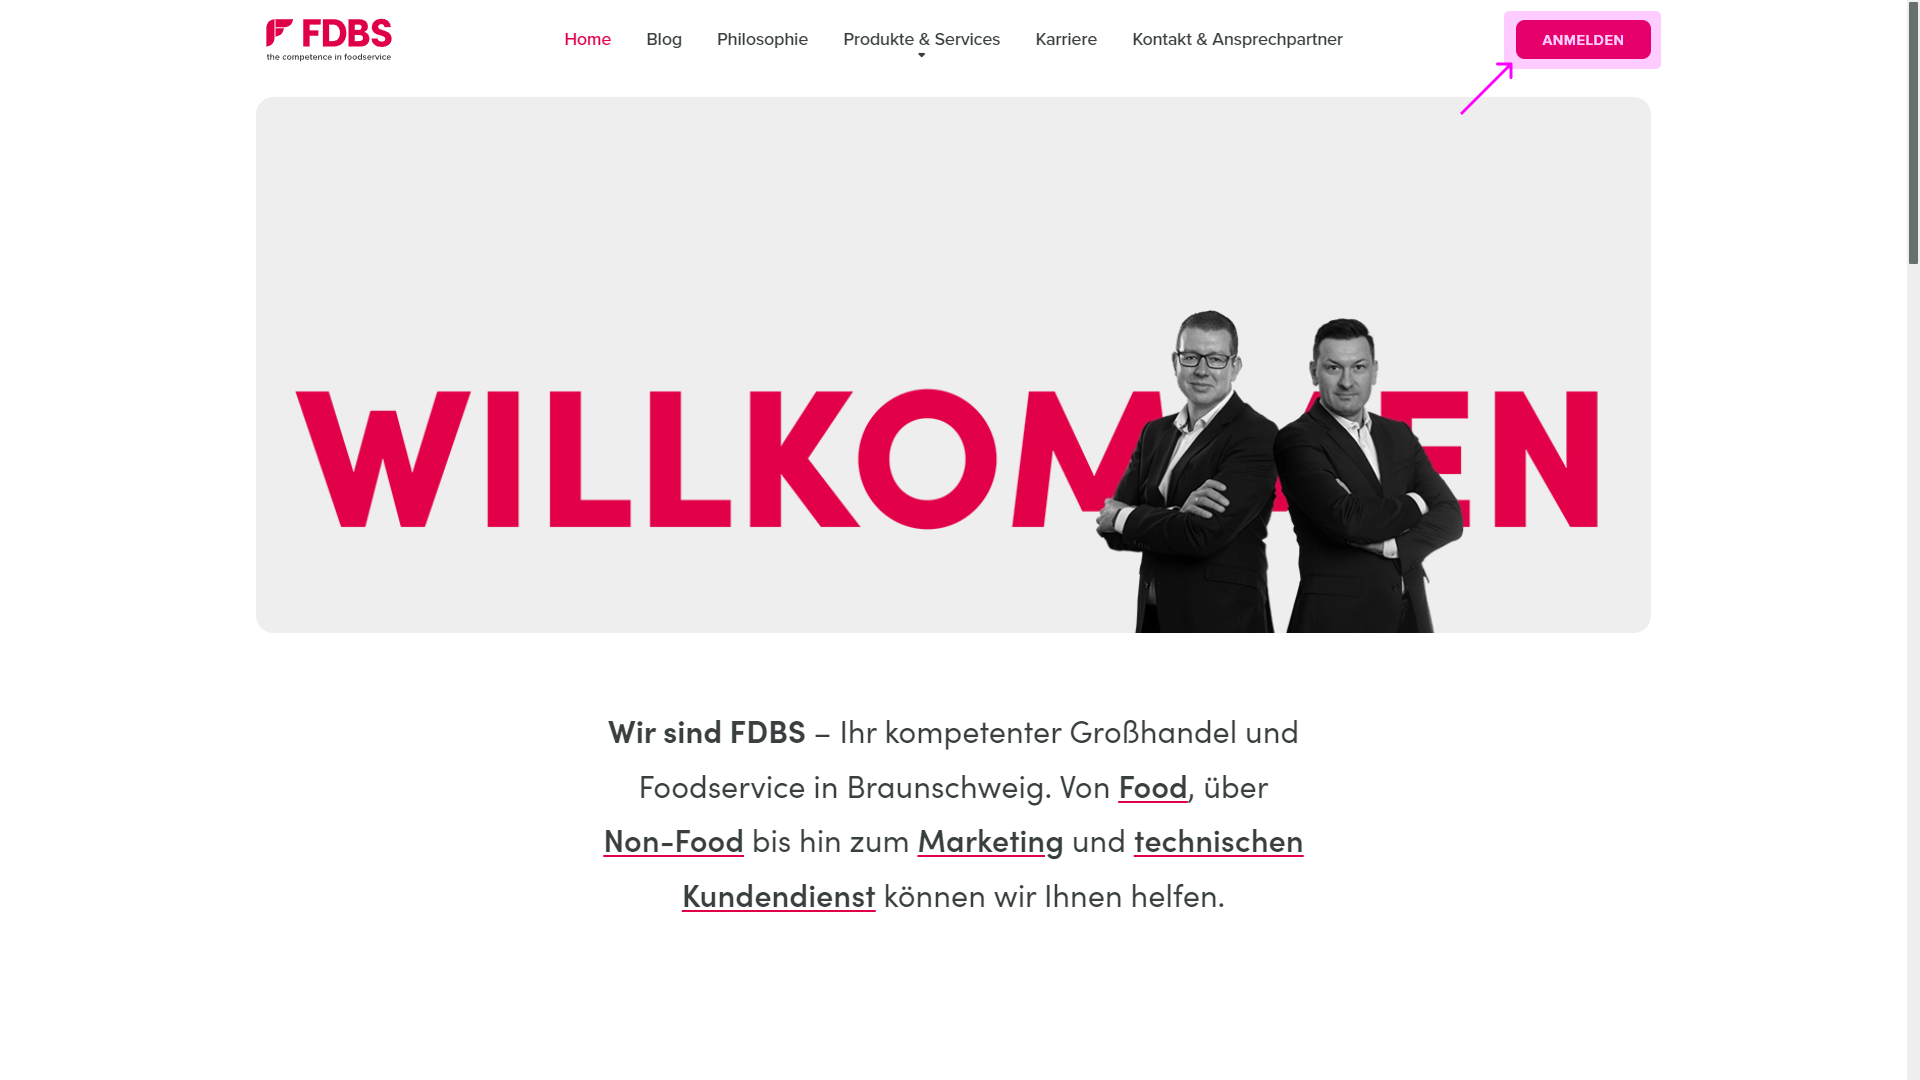 FDBS
the competence in foodservice
Home
Blog
Philosophie
Produkte & Services
Karriere
Kontakt & Ansprechpartner
ANMELDEN
WILLKOMMEN
Wir sind FDBS – Ihr kompetenter Großhandel und
Foodservice in Braunschweig. Von Food, über
Non-Food bis hin zum Marketing und technischen
Kundendienst können wir Ihnen helfen.